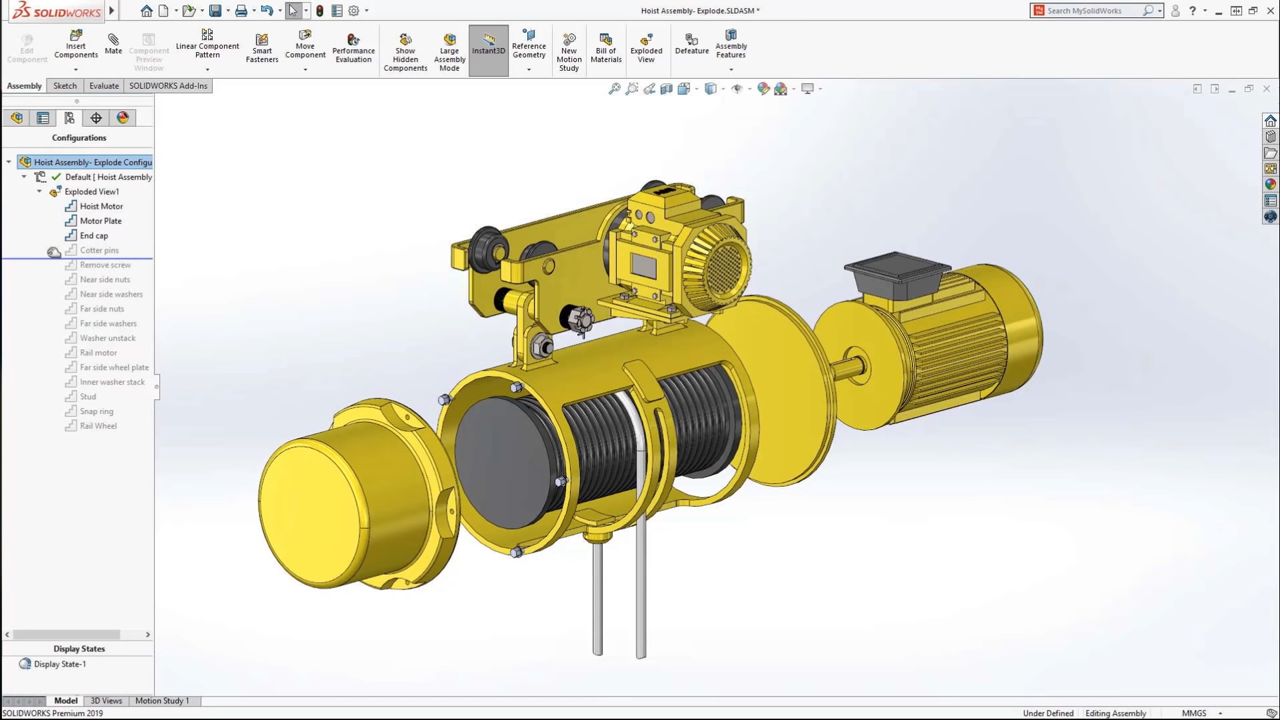 SOLIDWORKS
Hoist Assembly- Explode.SLDASM *
Search MySolidWorks
Edit Component
Insert Components
Mate
Component Preview Window
Linear Component Pattern
Smart Fasteners
Move Component
Performance Evaluation
Show Hidden Components
Large Assembly Mode
Instant3D
Reference Geometry
New Motion Study
Bill of Materials
Exploded View
Defeature
Assembly Features
Assembly
Sketch
Evaluate
SOLIDWORKS Add-Ins
Configurations
Hoist Assembly- Explode Configu
Default [ Hoist Assembly
Exploded View1
Hoist Motor
Motor Plate
End cap
Cotter pins
Remove screw
Near side nuts
Near side washers
Far side nuts
Far side washers
Washer unstack
Rail motor
Far side wheel plate
Inner washer stack
Stud
Snap ring
Rail Wheel
Display States
Display State-1
Model
3D Views
Motion Study 1
SOLIDWORKS Premium 2019
Under Defined
Editing Assembly
MMGS